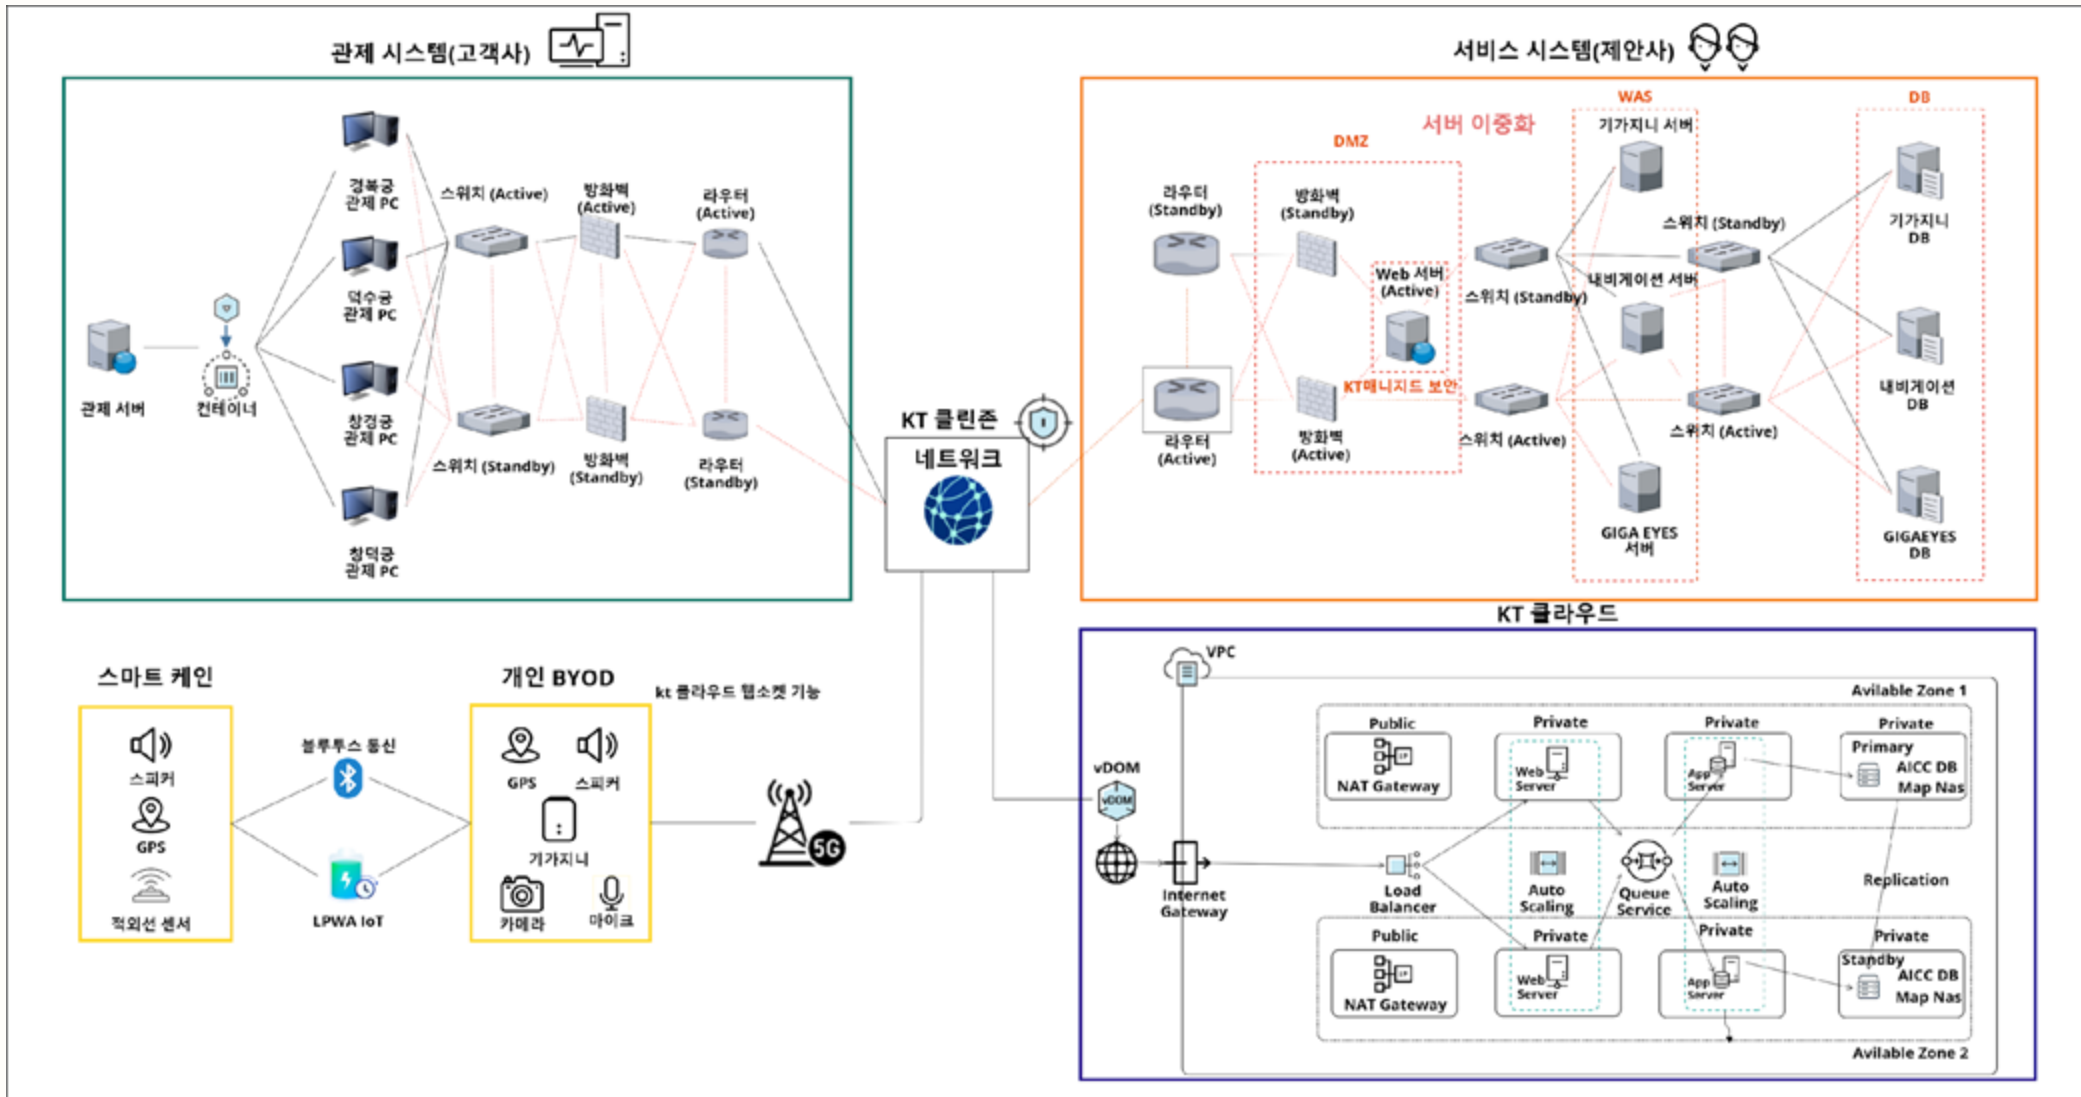 관제 시스템(고객사)
경복궁
관제 PC
덕수궁
관제 PC
창경궁
관제 PC
창덕궁
관제 PC
관제 서버
컨테이너
스위치 (Active)
방화벽
(Active)
라우터
(Active)
스위치 (Standby)
방화벽
(Standby)
라우터
(Standby)
KT 클린존
네트워크
서비스 시스템(제안사)
서버 이중화
DMZ
WAS
DB
라우터
(Standby)
방화벽
(Standby)
Web 서버
(Active)
KT매니지드 보안
라우터
(Active)
방화벽
(Active)
스위치 (Standby)
스위치 (Active)
기가지니 서버
내비게이션 서버
GIGA EYES
서버
스위치 (Standby)
스위치 (Active)
기가지니
DB
내비게이션
DB
GIGAEYES
DB
스마트 케인
스피커
GPS
적외선 센서
블루투스 통신
LPWA IoT
개인 BYOD
GPS
스피커
기가지니
카메라
마이크
kt 클라우드 웹소켓 기능
5G
KT 클라우드
VPC
vDOM
vDOM
Internet
Gateway
Load
Balancer
Avilable Zone 1
Public
NAT Gateway
Private
Web
Server
Private
App
Server
Private
Primary
AICC DB
Map Nas
Auto
Scaling
Queue
Service
Auto
Scaling
Replication
Public
NAT Gateway
Private
Web
Server
Private
App
Server
Private
Standby
AICC DB
Map Nas
Avilable Zone 2